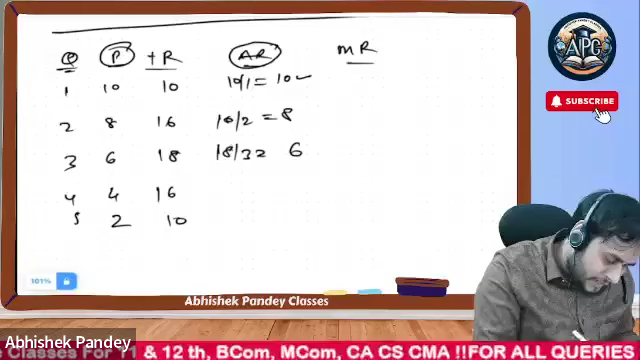 Q P TR AR MR
1 10 10 10/1 = 10
2 8 16 16/2 = 8
3 6 18 18/3 = 6
4 4 16
5 2 10
APG
SUBSCRIBE
101%
Abhishek Pandey Classes
Abhishek Pandey
e Classes For 11 & 12 th, BCom, MCom, CA CS CMA !!FOR ALL QUERIES,